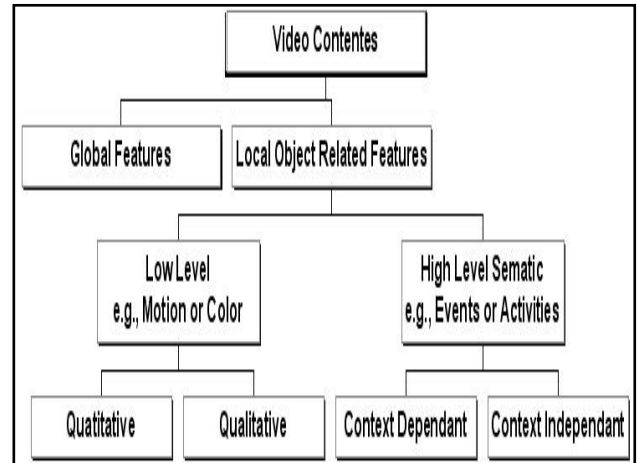 Video Contentes
Global Features
Local Object Related Features
Low Level
e.g., Motion or Color
High Level Sematic
e.g., Events or Activities
Quatitative
Qualitative
Context Dependant
Context Independant